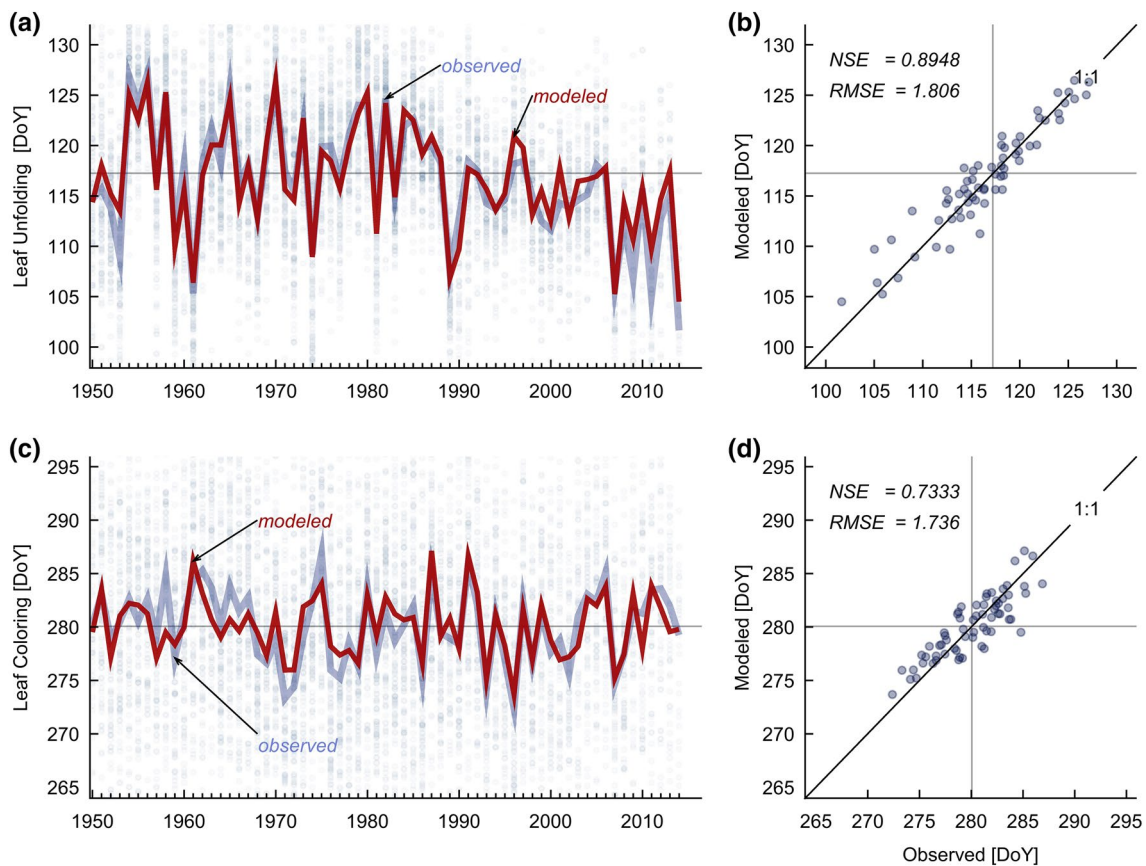 (a)
Leaf Unfolding [DoY]
130
125
120
115
110
105
100
observed
modeled
1950 1960 1970 1980 1990 2000 2010
(b)
Modeled [DoY]
130
125
120
115
110
105
100
NSE = 0.8948
RMSE = 1.806
1:1
100 105 110 115 120 125 130
(c)
Leaf Coloring [DoY]
295
290
285
280
275
270
265
modeled
observed
1950 1960 1970 1980 1990 2000 2010
(d)
Modeled [DoY]
295
290
285
280
275
270
265
NSE = 0.7333
RMSE = 1.736
1:1
265 270 275 280 285 290 295
Observed [DoY]